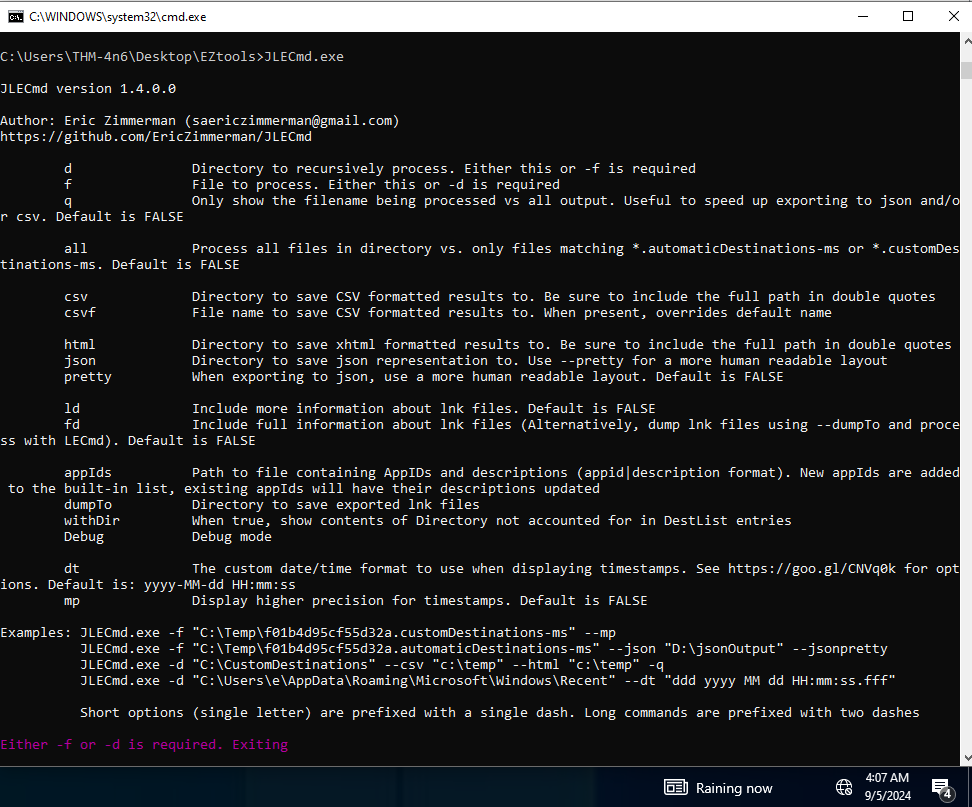 C:\WINDOWS\system32\cmd.exe
C:\Users\THM-4n6\Desktop\EZtools>JLECmd.exe
JLECmd version 1.4.0.0
Author: Eric Zimmerman (saericzimmerman@gmail.com)
https://github.com/EricZimmerman/JLECmd
d Directory to recursively process. Either this or -f is required
f File to process. Either this or -d is required
q Only show the filename being processed vs all output. Useful to speed up exporting to json and/o
r csv. Default is FALSE
all Process all files in directory vs. only files matching *.automaticDestinations-ms or *.customDes
tinations-ms. Default is FALSE
csv Directory to save CSV formatted results to. Be sure to include the full path in double quotes
csvf File name to save CSV formatted results to. When present, overrides default name
html Directory to save xhtml formatted results to. Be sure to include the full path in double quotes
json Directory to save json representation to. Use --pretty for a more human readable layout
pretty When exporting to json, use a more human readable layout. Default is FALSE
ld Include more information about lnk files. Default is FALSE
fd Include full information about lnk files (Alternatively, dump lnk files using --dumpTo and proce
ss with LECmd). Default is FALSE
appIds Path to file containing AppIDs and descriptions (appid|description format). New appIds are added
to the built-in list, existing appIds will have their descriptions updated
dumpTo Directory to save exported lnk files
withDir When true, show contents of Directory not accounted for in DestList entries
Debug Debug mode
dt The custom date/time format to use when displaying timestamps. See https://goo.gl/CNVq0k for opt
ions. Default is: yyyy-MM-dd HH:mm:ss
mp Display higher precision for timestamps. Default is FALSE
Examples: JLECmd.exe -f "C:\Temp\f01b4d95cf55d32a.customDestinations-ms" --mp
JLECmd.exe -f "C:\Temp\f01b4d95cf55d32a.automaticDestinations-ms" --json "D:\jsonOutput" --jsonpretty
JLECmd.exe -d "C:\CustomDestinations" --csv "c:\temp" --html "c:\temp" -q
JLECmd.exe -d "C:\Users\e\AppData\Roaming\Microsoft\Windows\Recent" --dt "ddd yyyy MM dd HH:mm:ss.fff"
Short options (single letter) are prefixed with a single dash. Long commands are prefixed with two dashes
Either -f or -d is required. Exiting
Raining now
4:07 AM
9/5/2024
4